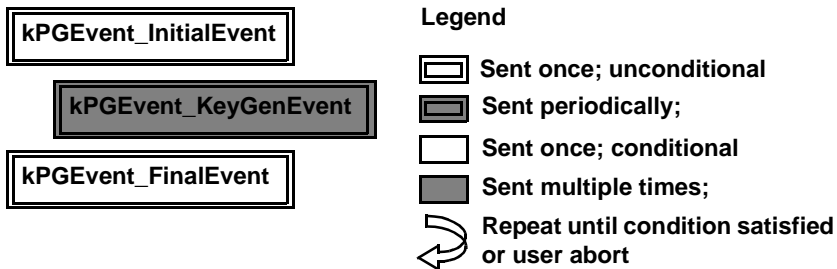 kPGEvent_InitialEvent
kPGEvent_KeyGenEvent
kPGEvent_FinalEvent
Legend
Sent once; unconditional
Sent periodically;
Sent once; conditional
Sent multiple times;
Repeat until condition satisfied
or user abort